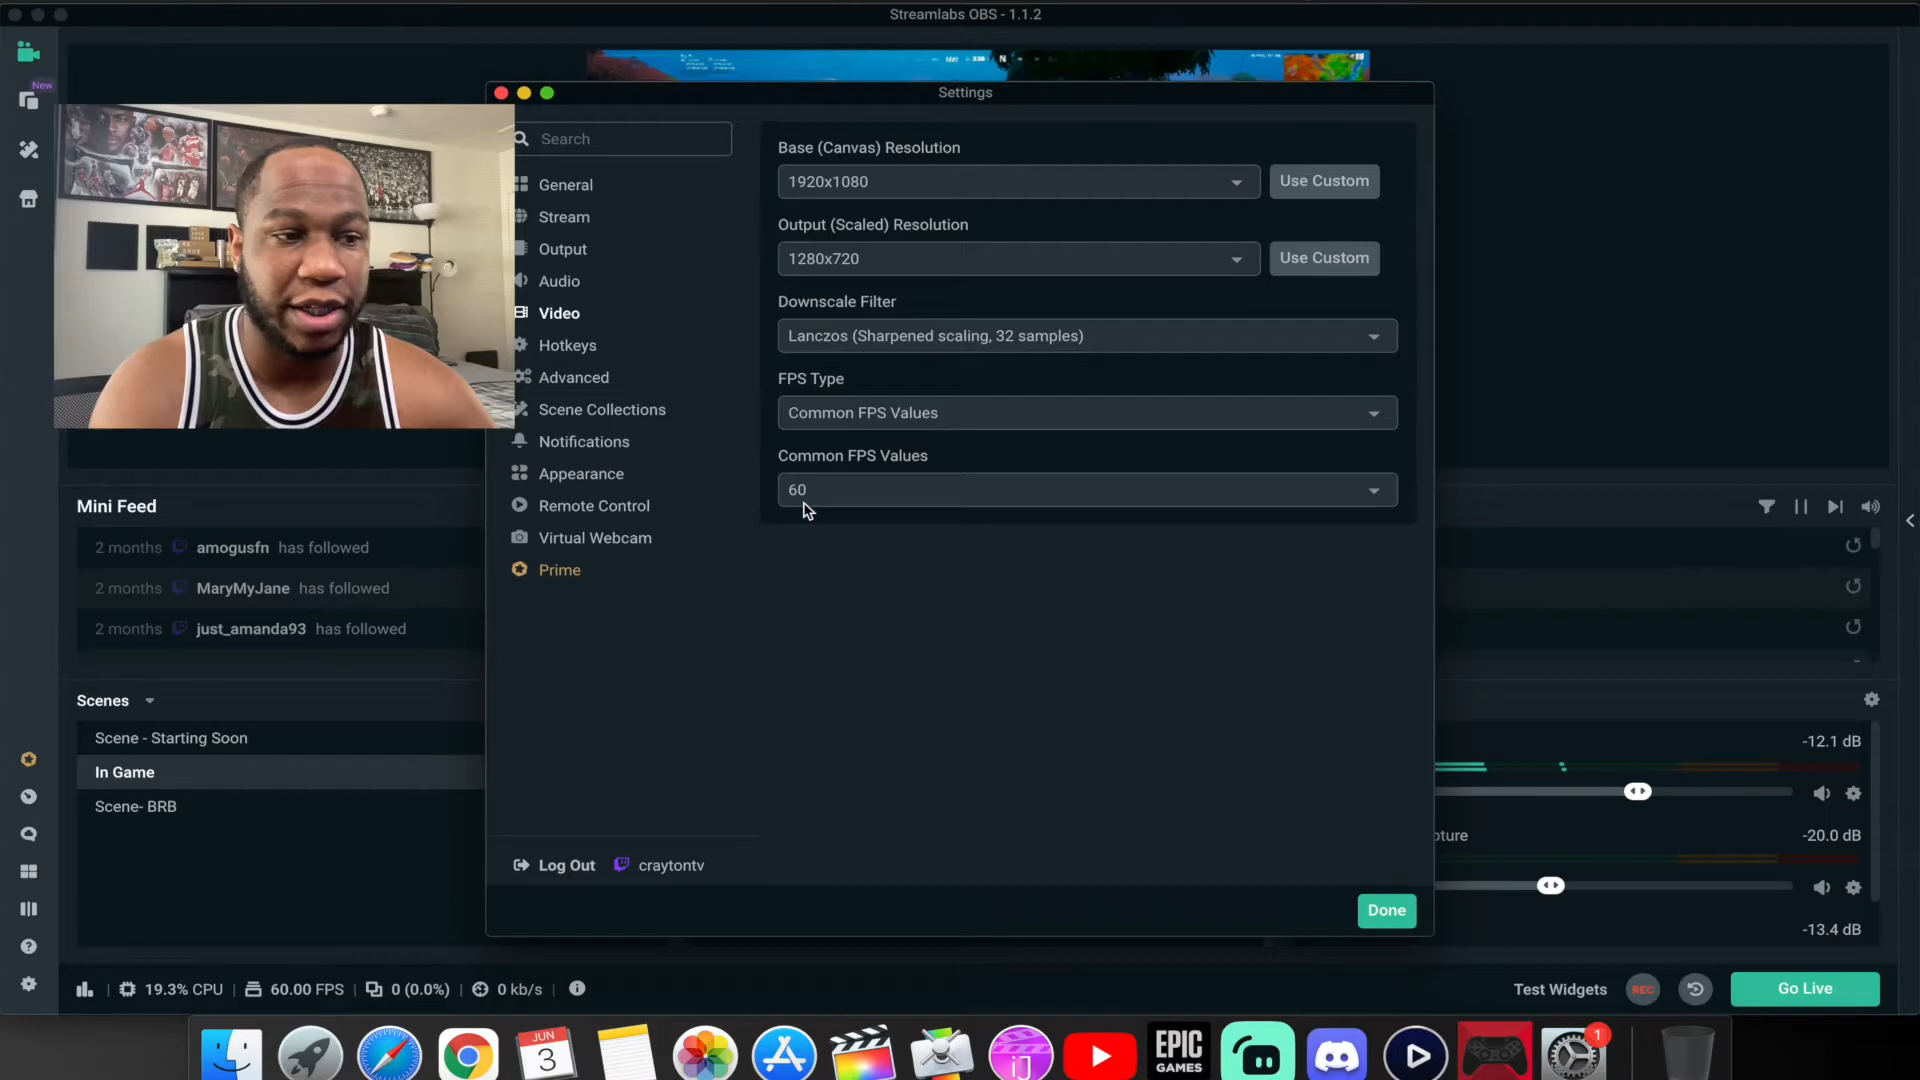 Streamlabs OBS - 1.1.2
New
Settings
Search
General
Stream
Output
Audio
Video
Hotkeys
Advanced
Scene Collections
Notifications
Appearance
Remote Control
Virtual Webcam
Prime
Log Out craytontv
Base (Canvas) Resolution
1920x1080 Use Custom
Output (Scaled) Resolution
1280x720 Use Custom
Downscale Filter
Lanczos (Sharpened scaling, 32 samples)
FPS Type
Common FPS Values
Common FPS Values
60
Done
Mini Feed
2 months amogusfn has followed
2 months MaryMyJane has followed
2 months just_amanda93 has followed
Scenes
Scene - Starting Soon
In Game
Scene- BRB
-12.1 dB
-20.0 dB
-13.4 dB
19.3% CPU 60.00 FPS 0 (0.0%) 0 kb/s
Test Widgets REC Go Live
JUN
3
EPIC
GAMES
1